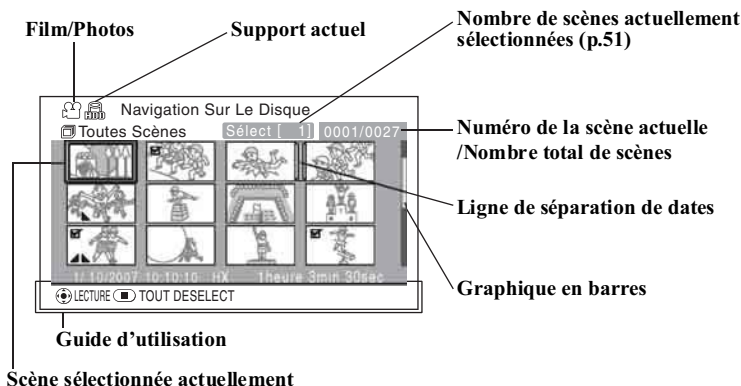 Film/Photos
Support actuel
Nombre de scènes actuellement
sélectionnées (p.51)
HDD
Navigation Sur Le Disque
Toutes Scènes
Sélect [ 1]
0001/0027
Numéro de la scène actuelle
/Nombre total de scènes
Ligne de séparation de dates
1/ 10/2007 10:10:10 HX 1heure 3min 30sec
Graphique en barres
LECTURE
TOUT DESELECT
Guide d’utilisation
Scène sélectionnée actuellement